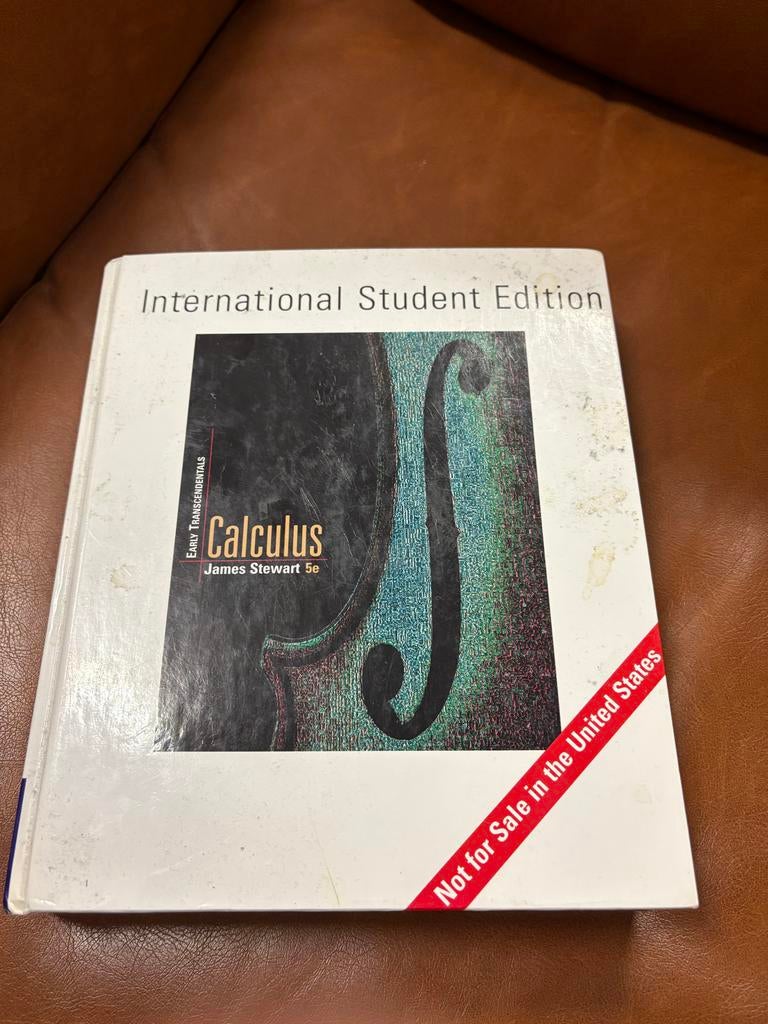 International Student Edition
EARLY TRANSCENDENTALS
Calculus
James Stewart 5e
Not for Sale in the United States